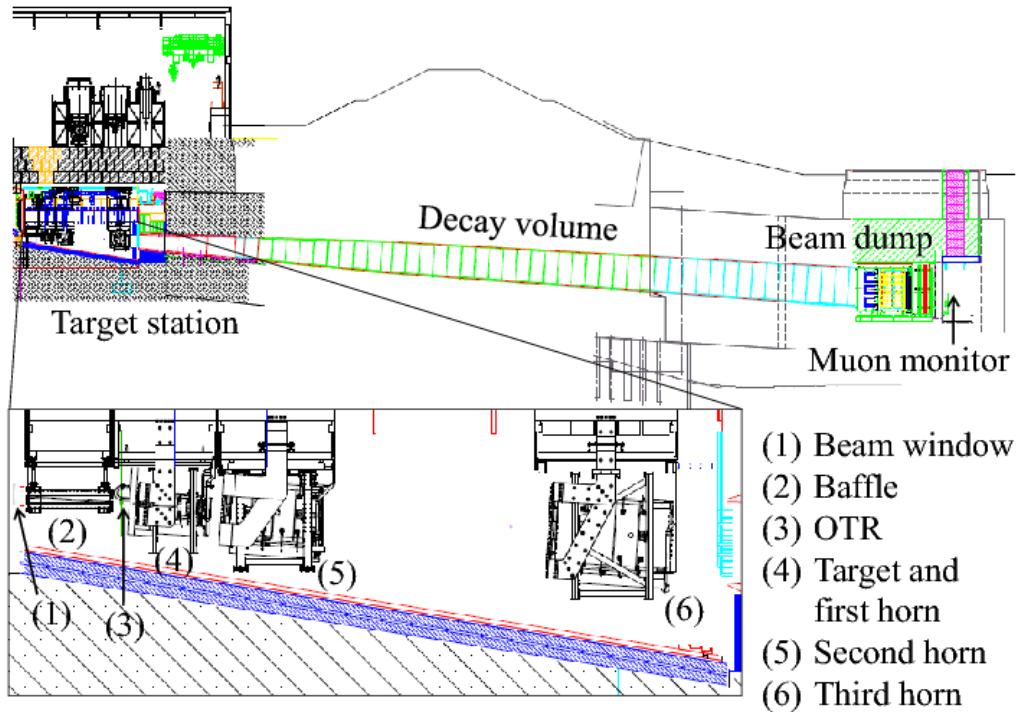 Decay volume
Beam dump
Target station
Muon monitor
(2)
(4)
(5)
(6)
(1)
(3)
(1) Beam window
(2) Baffle
(3) OTR
(4) Target and
first horn
(5) Second horn
(6) Third horn